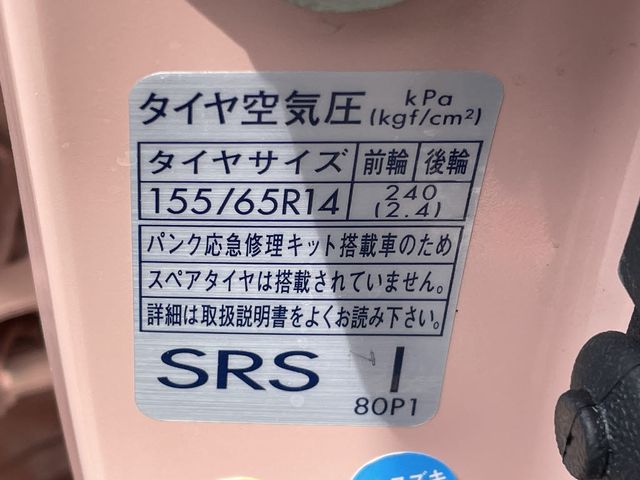 タイヤ空気圧 kPa (kgf/cm²)
タイヤサイズ 前輪 後輪
155/65R14 240 (2.4)
パンク応急修理キット搭載車のため
スペアタイヤは搭載されていません。
詳細は取扱説明書をよくお読み下さい。
SRS I
80P1
スズキ